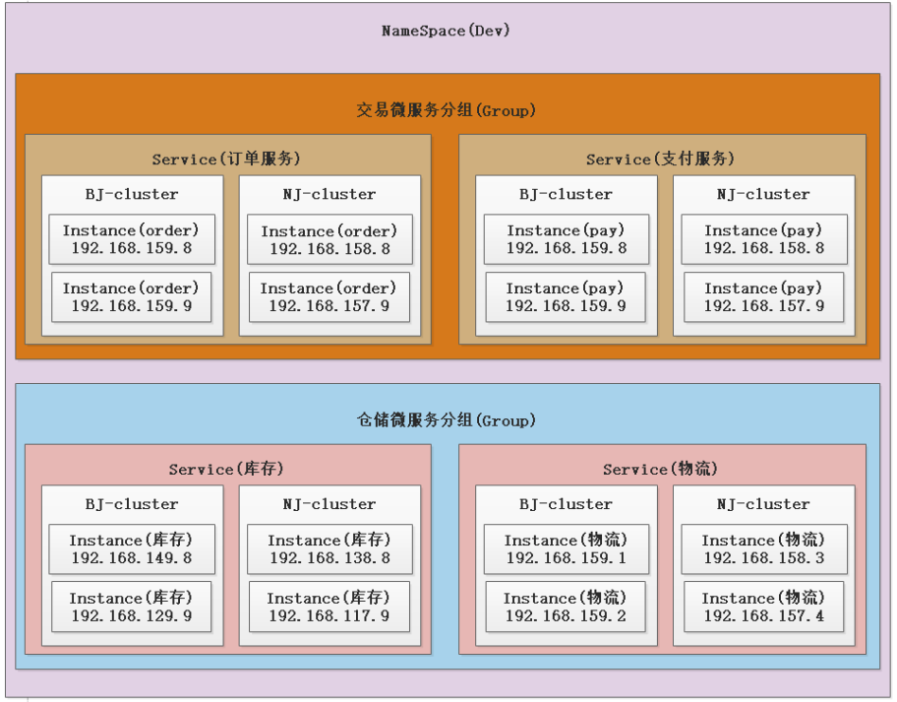 NameSpace(Dev)
交易微服务分组(Group)
Service(订单服务)
BJ-cluster
Instance(order)
192.168.159.8
Instance(order)
192.168.159.9
NJ-cluster
Instance(order)
192.168.158.8
Instance(order)
192.168.157.9
Service(支付服务)
BJ-cluster
Instance(pay)
192.168.159.8
Instance(pay)
192.168.159.9
NJ-cluster
Instance(pay)
192.168.158.8
Instance(pay)
192.168.157.9
仓储微服务分组(Group)
Service(库存)
BJ-cluster
Instance(库存)
192.168.149.8
Instance(库存)
192.168.129.9
NJ-cluster
Instance(库存)
192.168.138.8
Instance(库存)
192.168.117.9
Service(物流)
BJ-cluster
Instance(物流)
192.168.159.1
Instance(物流)
192.168.159.2
NJ-cluster
Instance(物流)
192.168.158.3
Instance(物流)
192.168.157.4